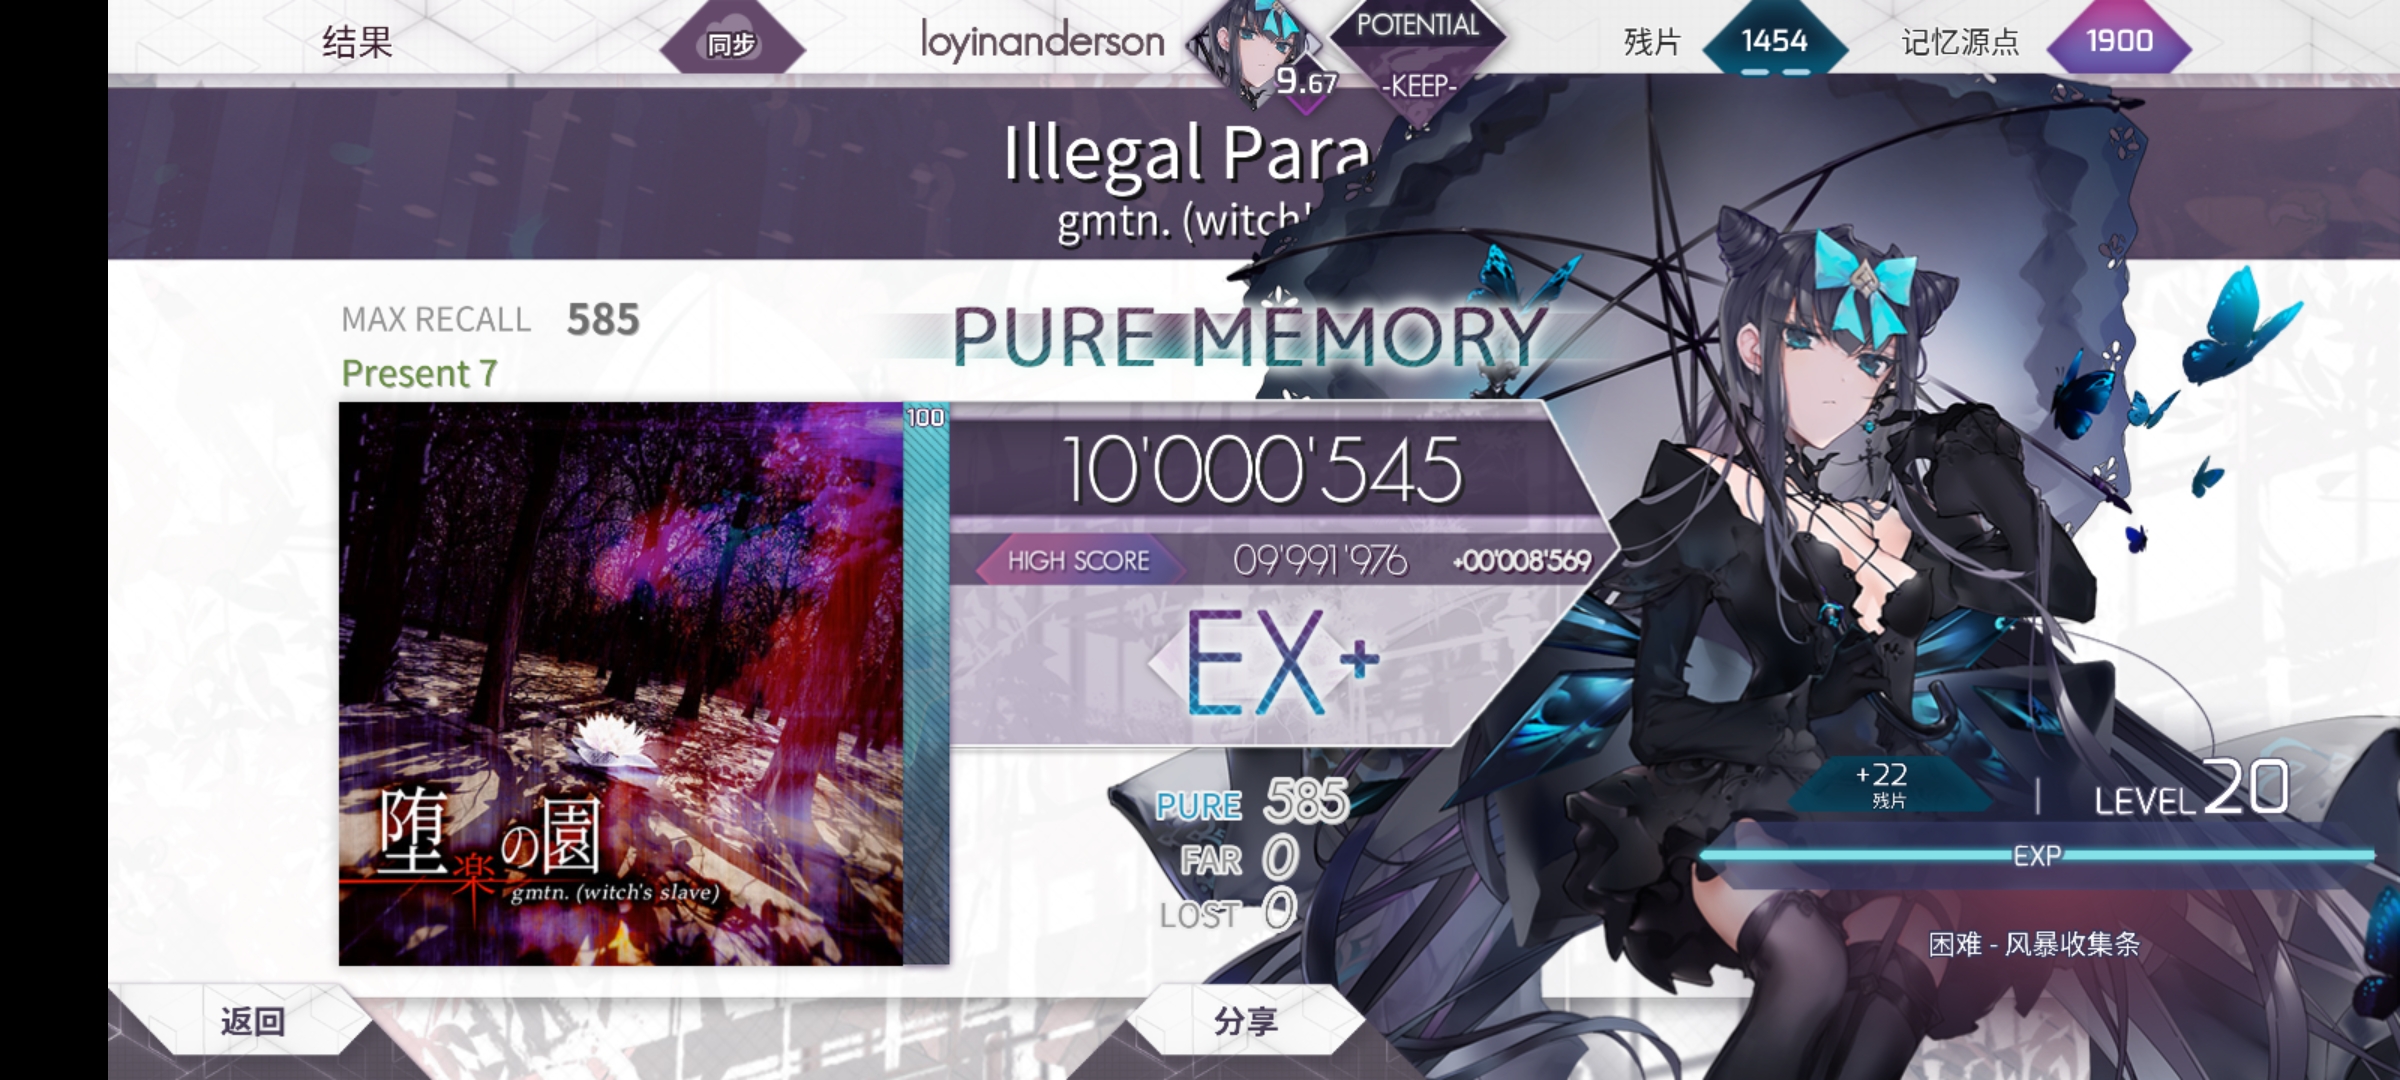 结果
同步
loyinanderson
9.67
POTENTIAL
-KEEP-
残片
1454
记忆源点
1900
Illegal Para
gmtn. (witch'
MAX RECALL 585
Present 7
PURE MEMORY
100
10'000'545
HIGH SCORE 09'991'976 +00'008'569
EX+
堕楽の園
gmtn. (witch's slave)
PURE 585
FAR 0
LOST 0
+22
残片
LEVEL 20
EXP
困难 - 风暴收集条
返回
分享